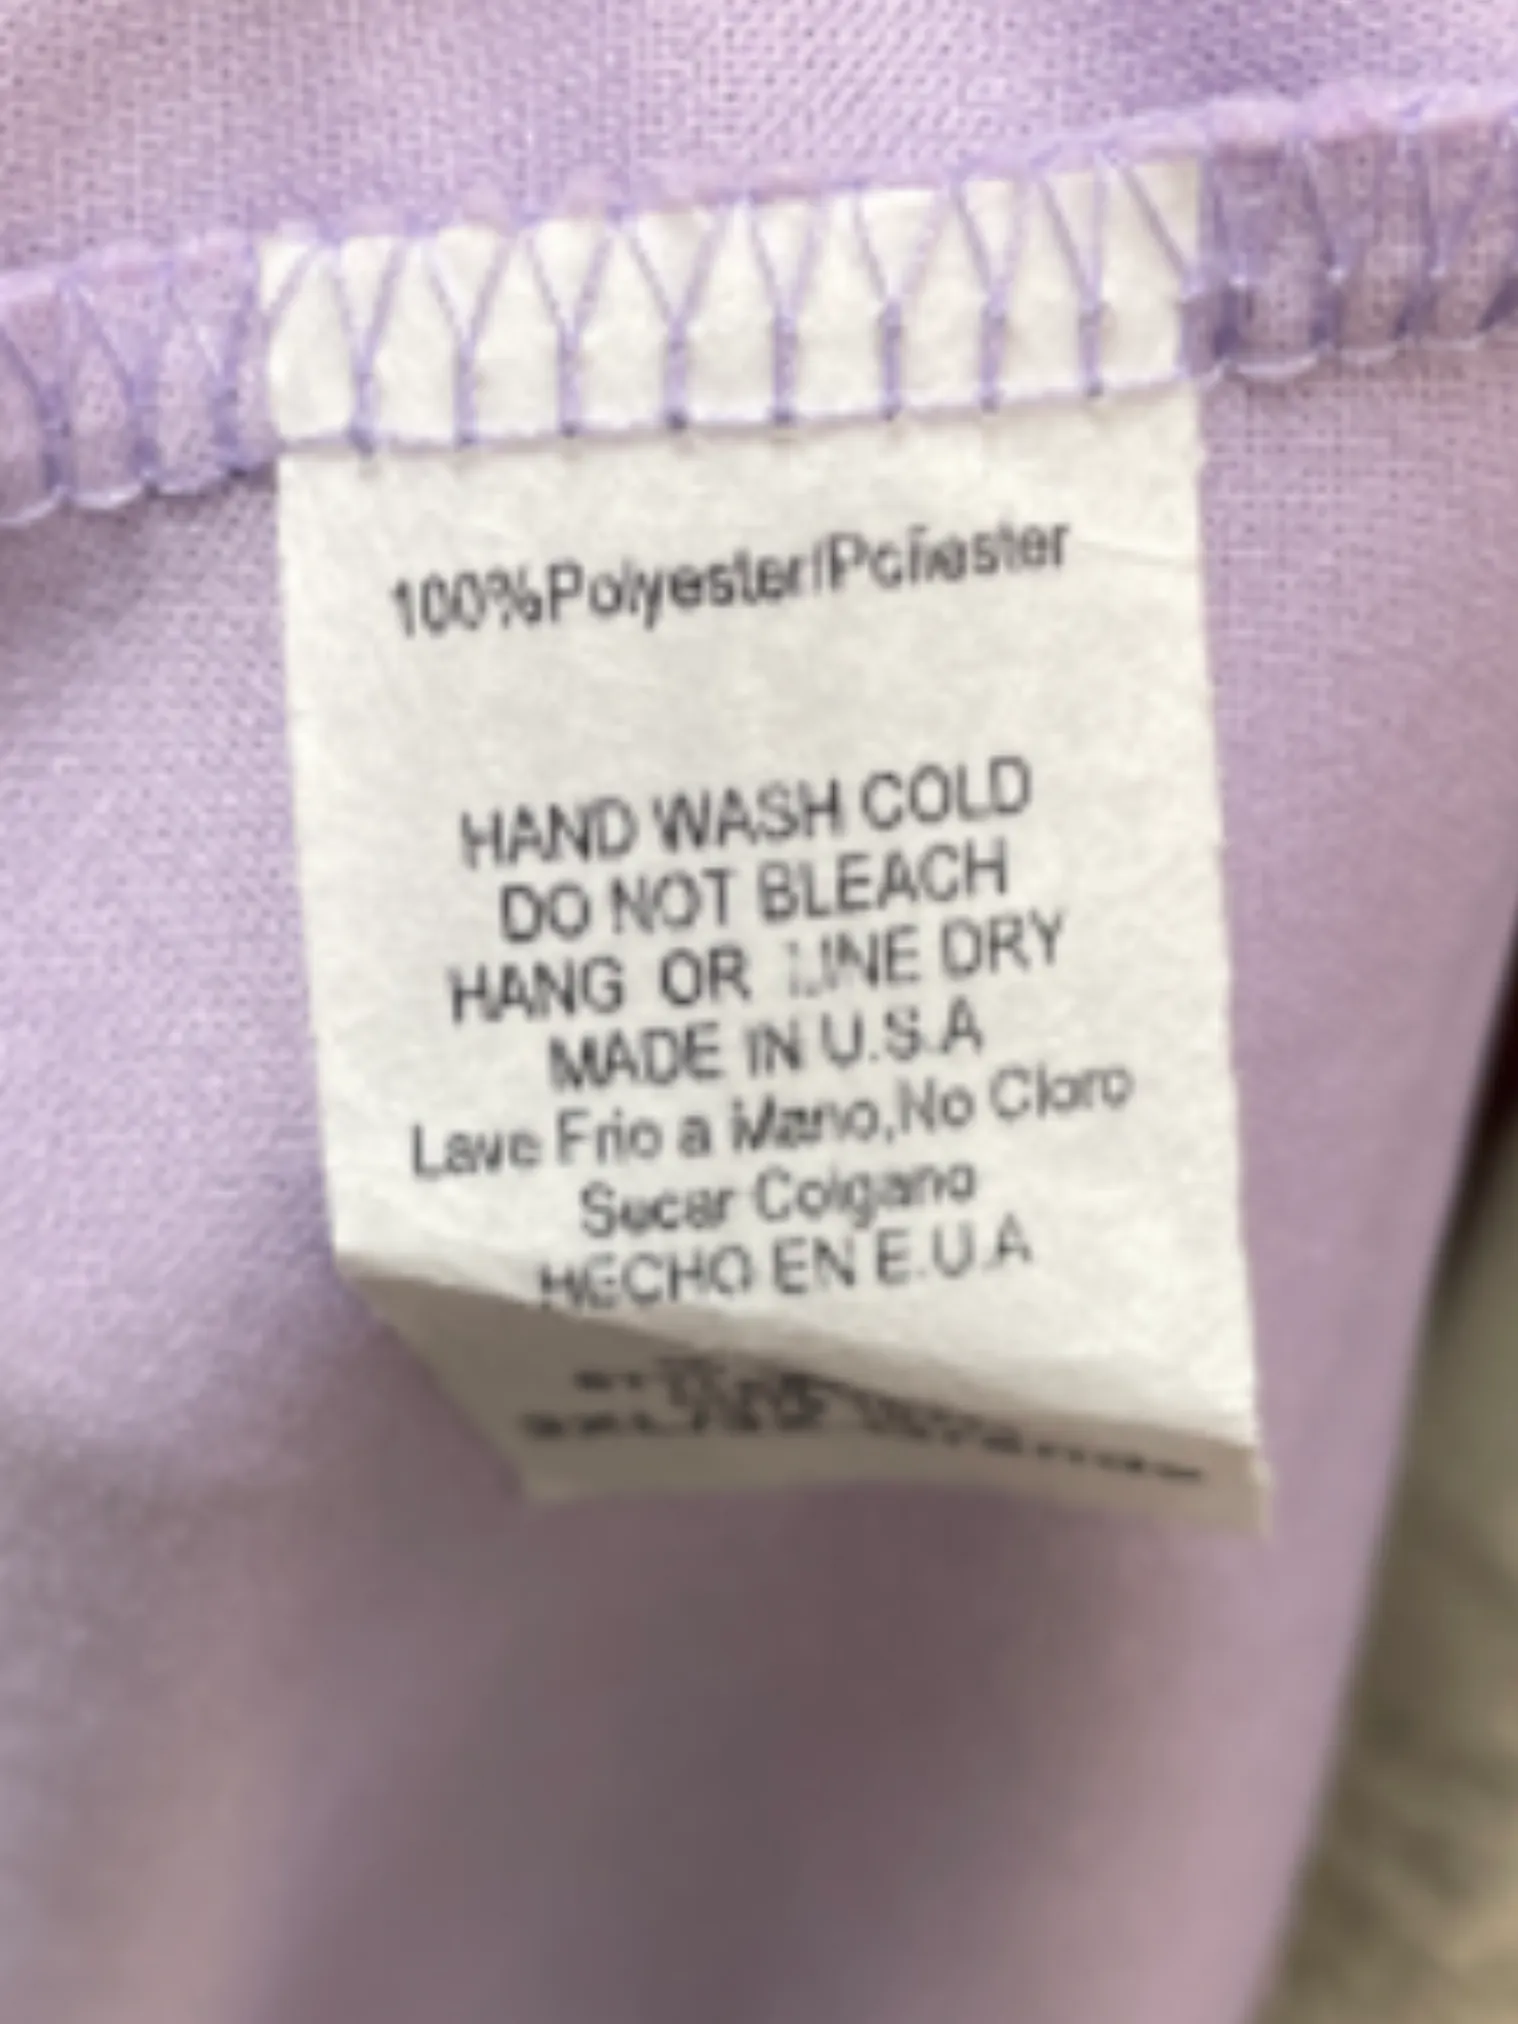 100%Polyester/Poliester
HAND WASH COLD
DO NOT BLEACH
HANG OR LINE DRY
MADE IN U.S.A
Lave Frio a Mano,No Cloro
Sucar Colgano
HECHO EN E.U.A